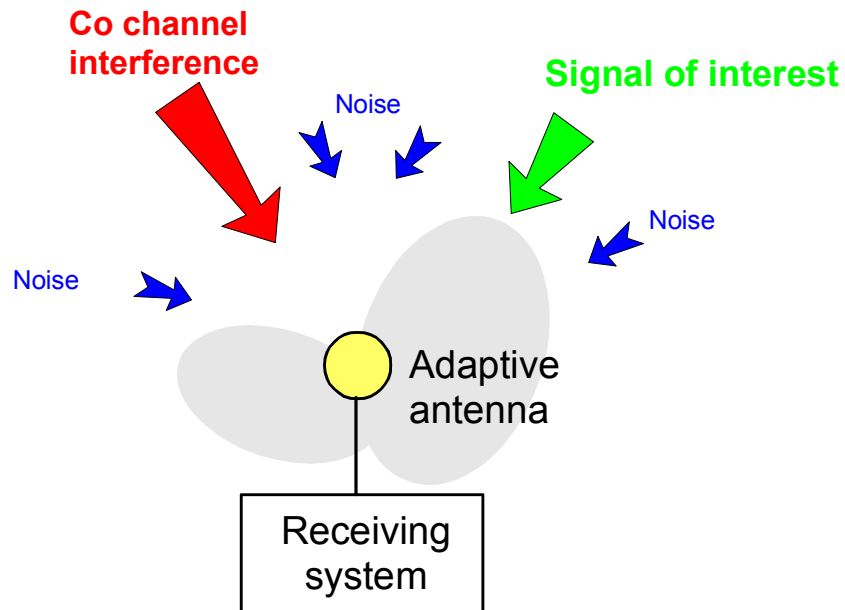 Co channel
interference
Signal of interest
Noise
Noise
Noise
Adaptive
antenna
Receiving
system